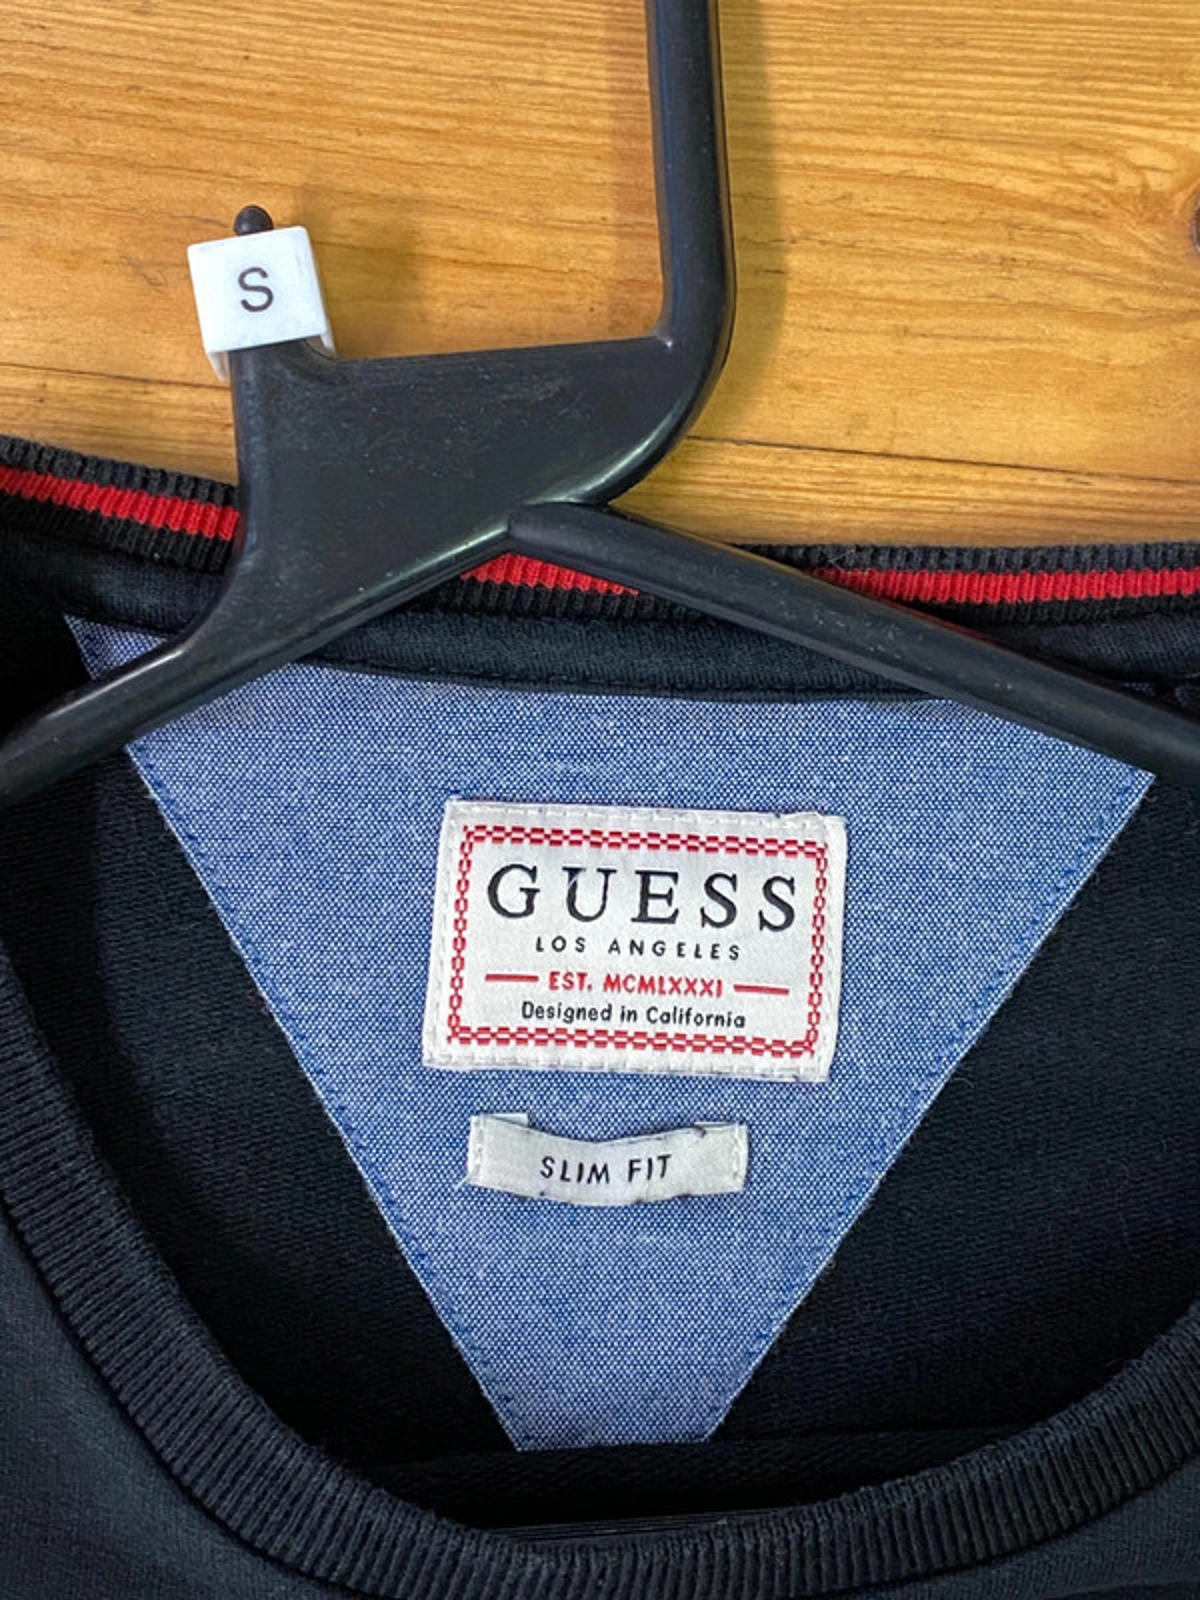 S
GUESS
LOS ANGELES
EST. MCMLXXXI
Designed in California
SLIM FIT